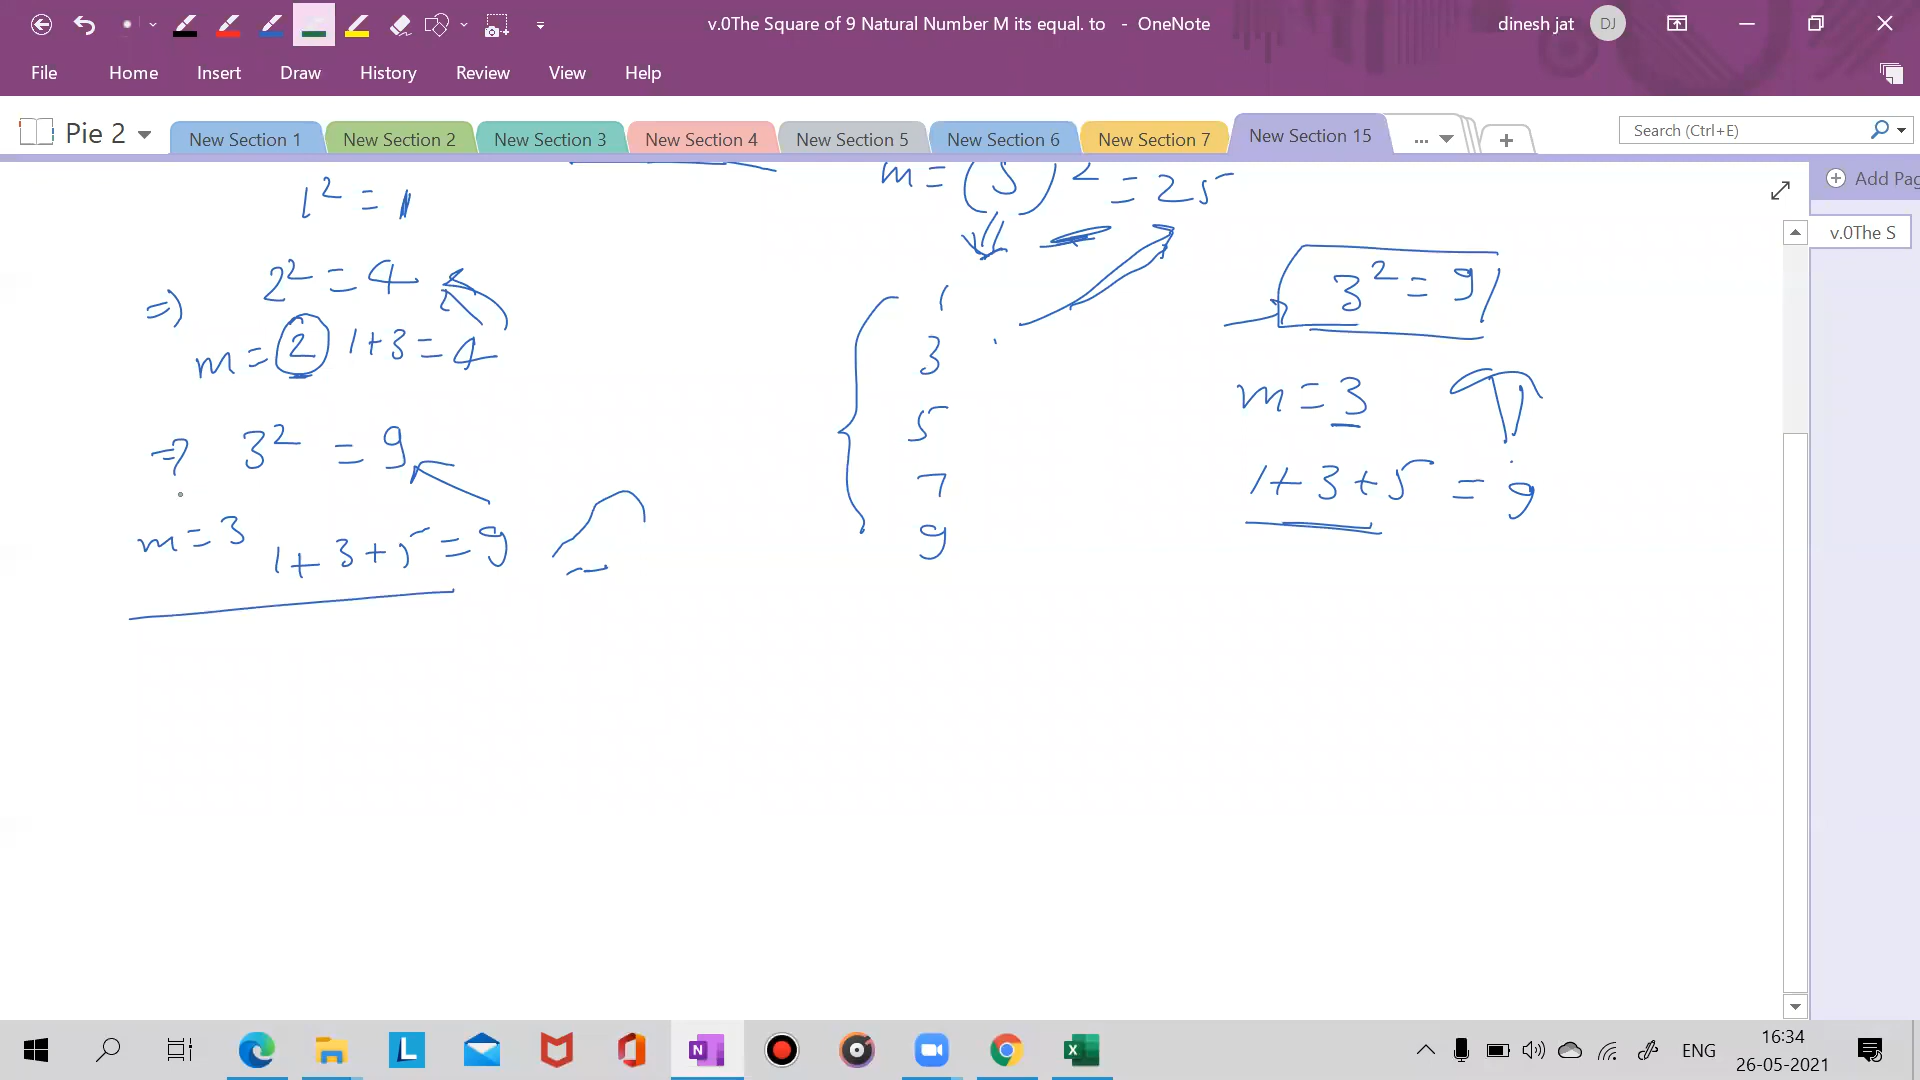 v.0The Square of 9 Natural Number M its equal. to - OneNote
dinesh jat
DJ
File Home Insert Draw History Review View Help
Pie 2
New Section 1
New Section 2
New Section 3
New Section 4
New Section 5
New Section 6
New Section 7
New Section 15
...
+
Search (Ctrl+E)
Add Pag
v.0The S
1² = 1
⇒ 2² = 4
m = 2 1+3 = 4
⇒ 3² = 9
m = 3 1+3+5 = 9
m = (5)² = 25
1
3
5
7
9
3² = 9
m = 3
1+3+5 = 9
L
N
X
ENG
16:34
26-05-2021